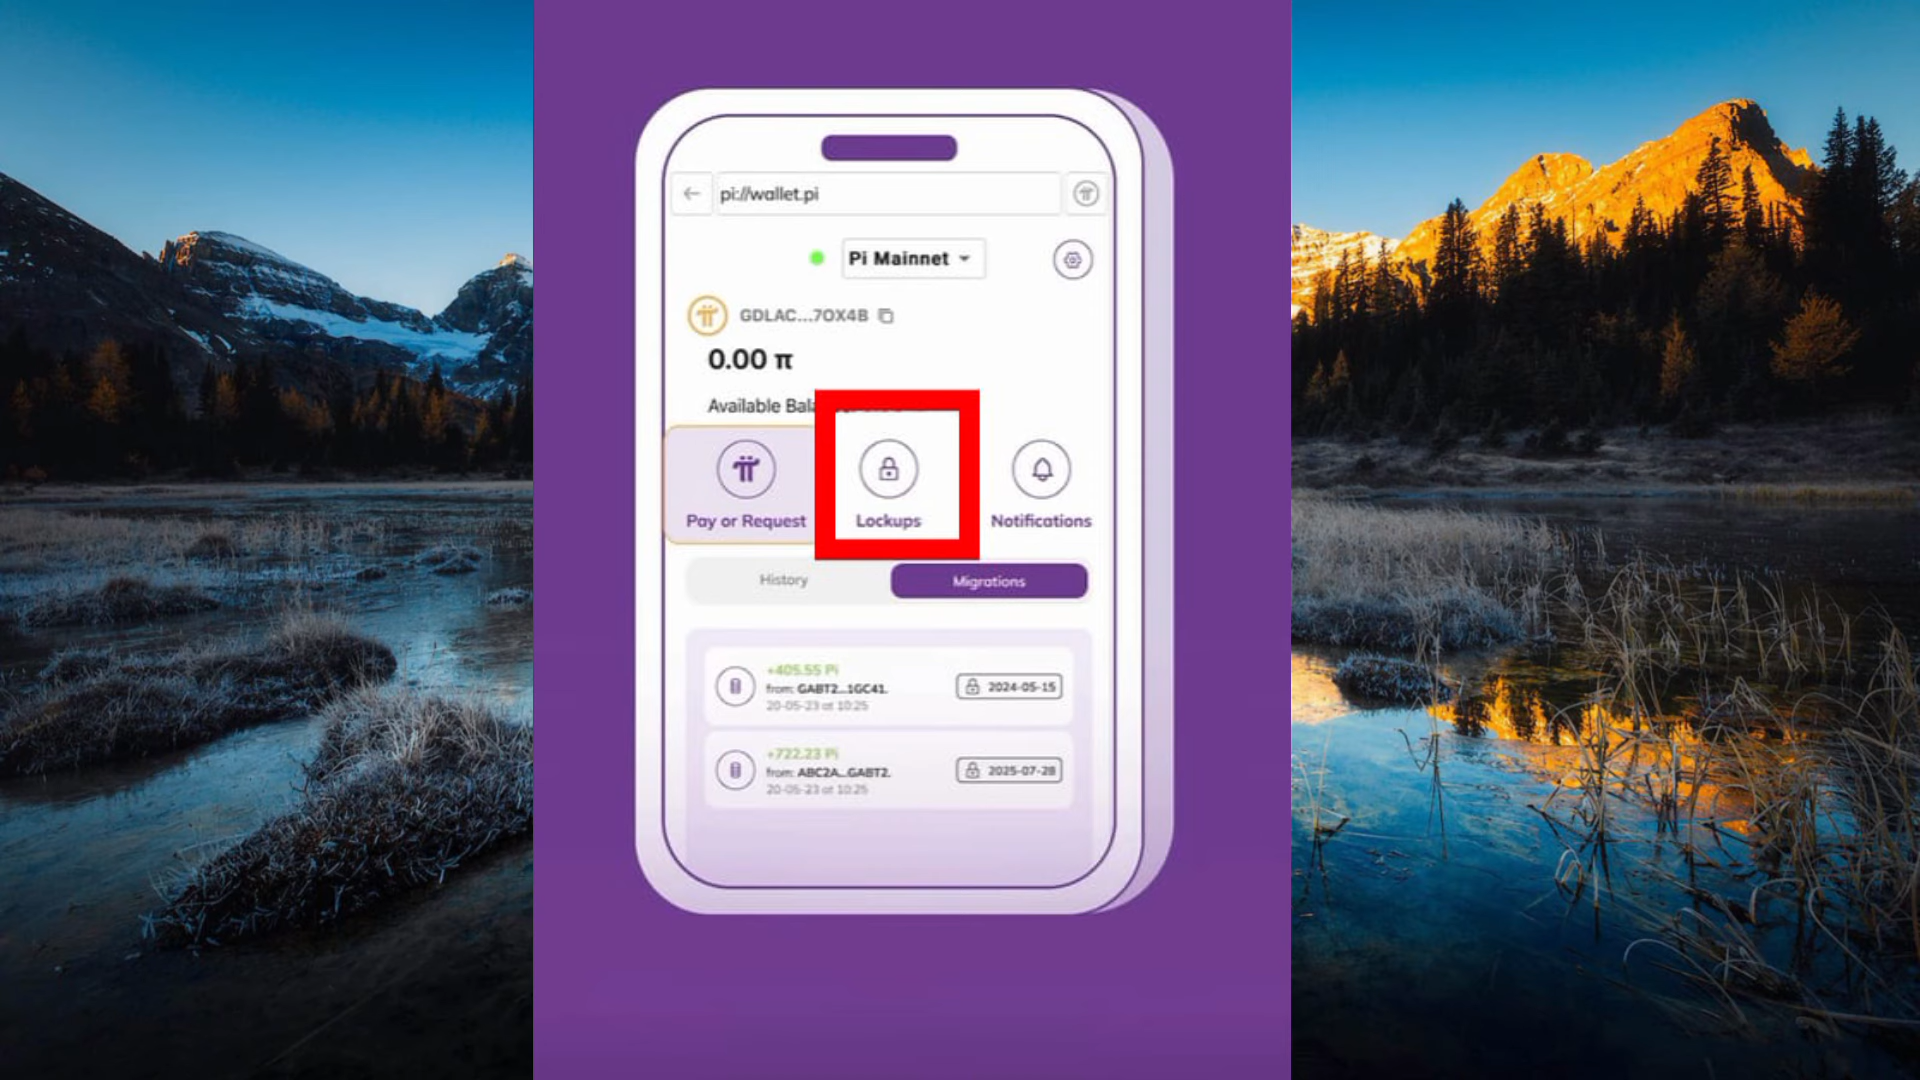 pi://wallet.pi
Pi Mainnet
GDLAC...7OX4B
0.00 π
Available
Pay or Request
Lockups
Notifications
History
Migrations
+405.55 Pi
from: GABT2...1GC41.
20-05-23 at 10:25
2024-05-15
+722.23 Pi
from: ABC2A...GABT2.
20-05-23 at 10:25
2025-07-28